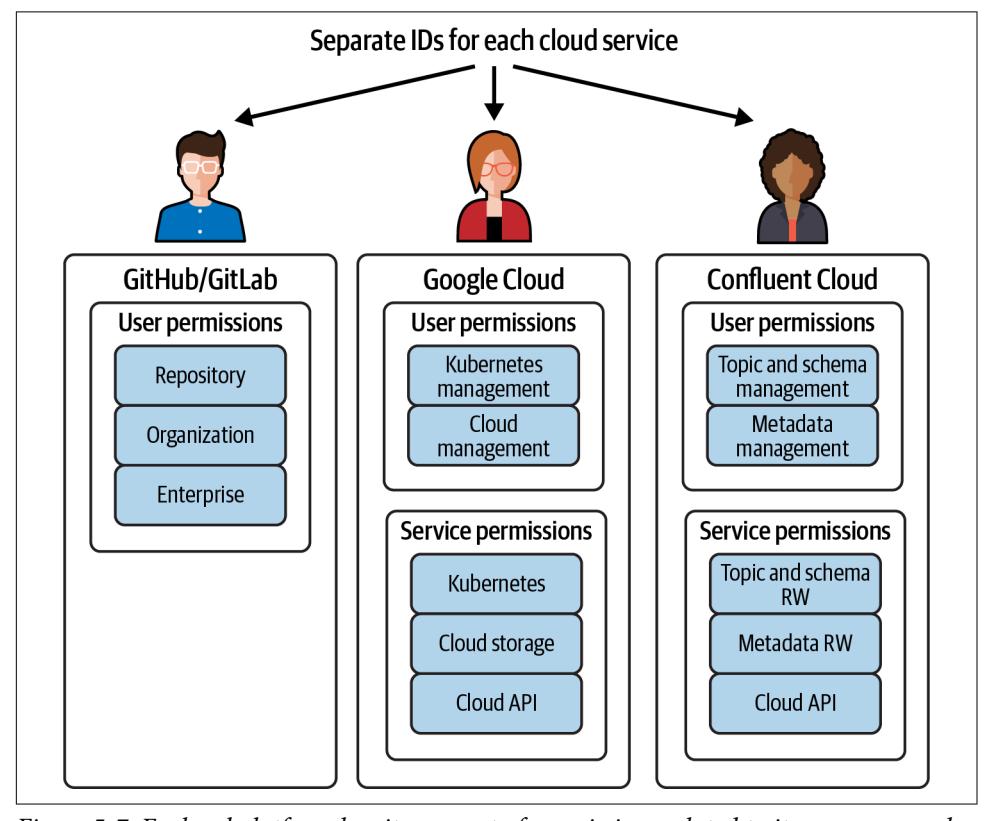 Separate IDs for each cloud service
GitHub/GitLab
User permissions
Repository
Organization
Enterprise
Google Cloud
User permissions
Kubernetes
management
Cloud
management
Service permissions
Kubernetes
Cloud storage
Cloud API
Confluent Cloud
User permissions
Topic and schema
management
Metadata
management
Service permissions
Topic and schema
RW
Metadata RW
Cloud API